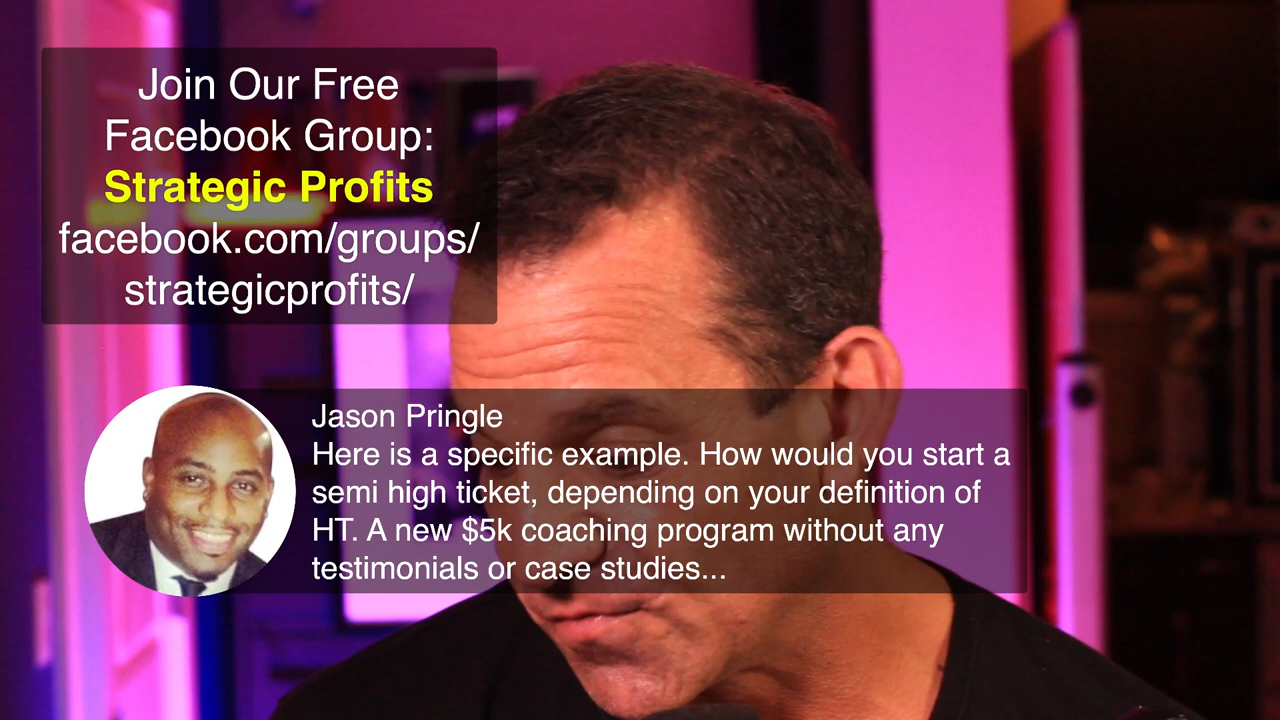 Join Our Free
Facebook Group:
Strategic Profits
facebook.com/groups/
strategicprofits/
Jason Pringle
Here is a specific example. How would you start a
semi high ticket, depending on your definition of
HT. A new $5k coaching program without any
testimonials or case studies...